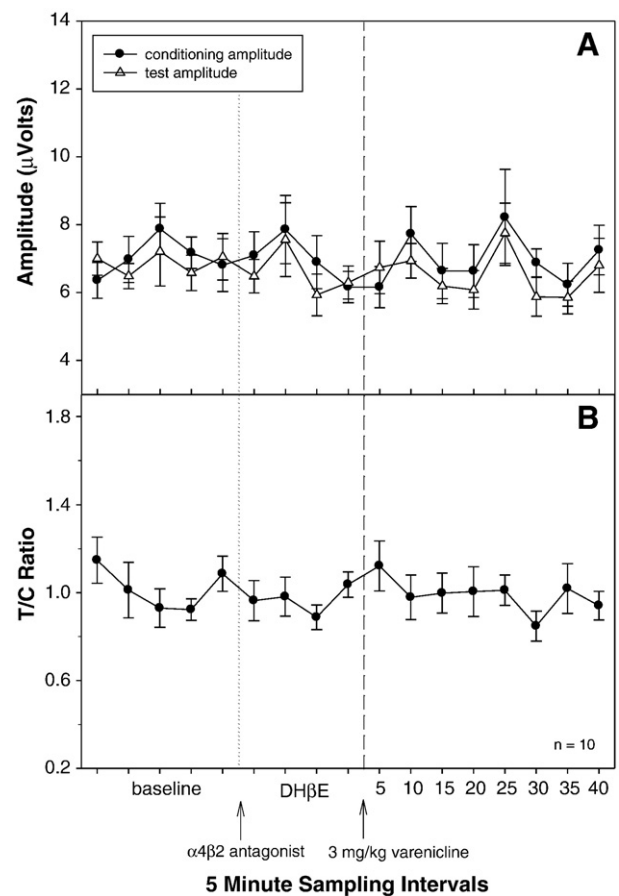 14
12
10
8
6
4
Amplitude (µVolts)
conditioning amplitude
test amplitude
A
1.8
1.4
1.0
0.6
0.2
T/C Ratio
B
n = 10
baseline DHβE 5 10 15 20 25 30 35 40
α4β2 antagonist 3 mg/kg varenicline
5 Minute Sampling Intervals